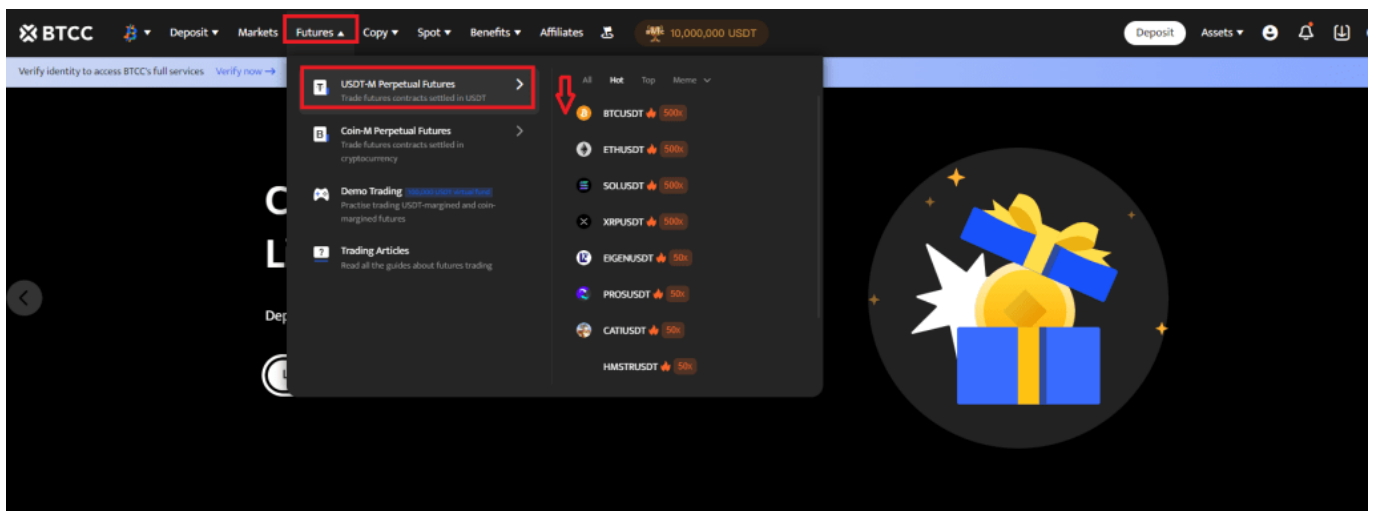 BTCC Deposit Markets Futures Copy Spot Benefits Affiliates 10,000,000 USDT Deposit Assets
Verify identity to access BTCC's full services Verify now →
USDT-M Perpetual Futures
Trade futures contracts settled in USDT
Coin-M Perpetual Futures
Trade futures contracts settled in
cryptocurrency
Demo Trading
Practise trading USDT-margined and coin-
margined futures
Trading Articles
Read all the guides about futures trading
All Hot Top Meme
BTCUSDT 500x
ETHUSDT 500x
SOLUSDT 500x
XRPUSDT 500x
EIGENUSDT 50x
PROSUSDT 50x
CATIUSDT 50x
HMSTRUSDT 50x
C
L
Dep